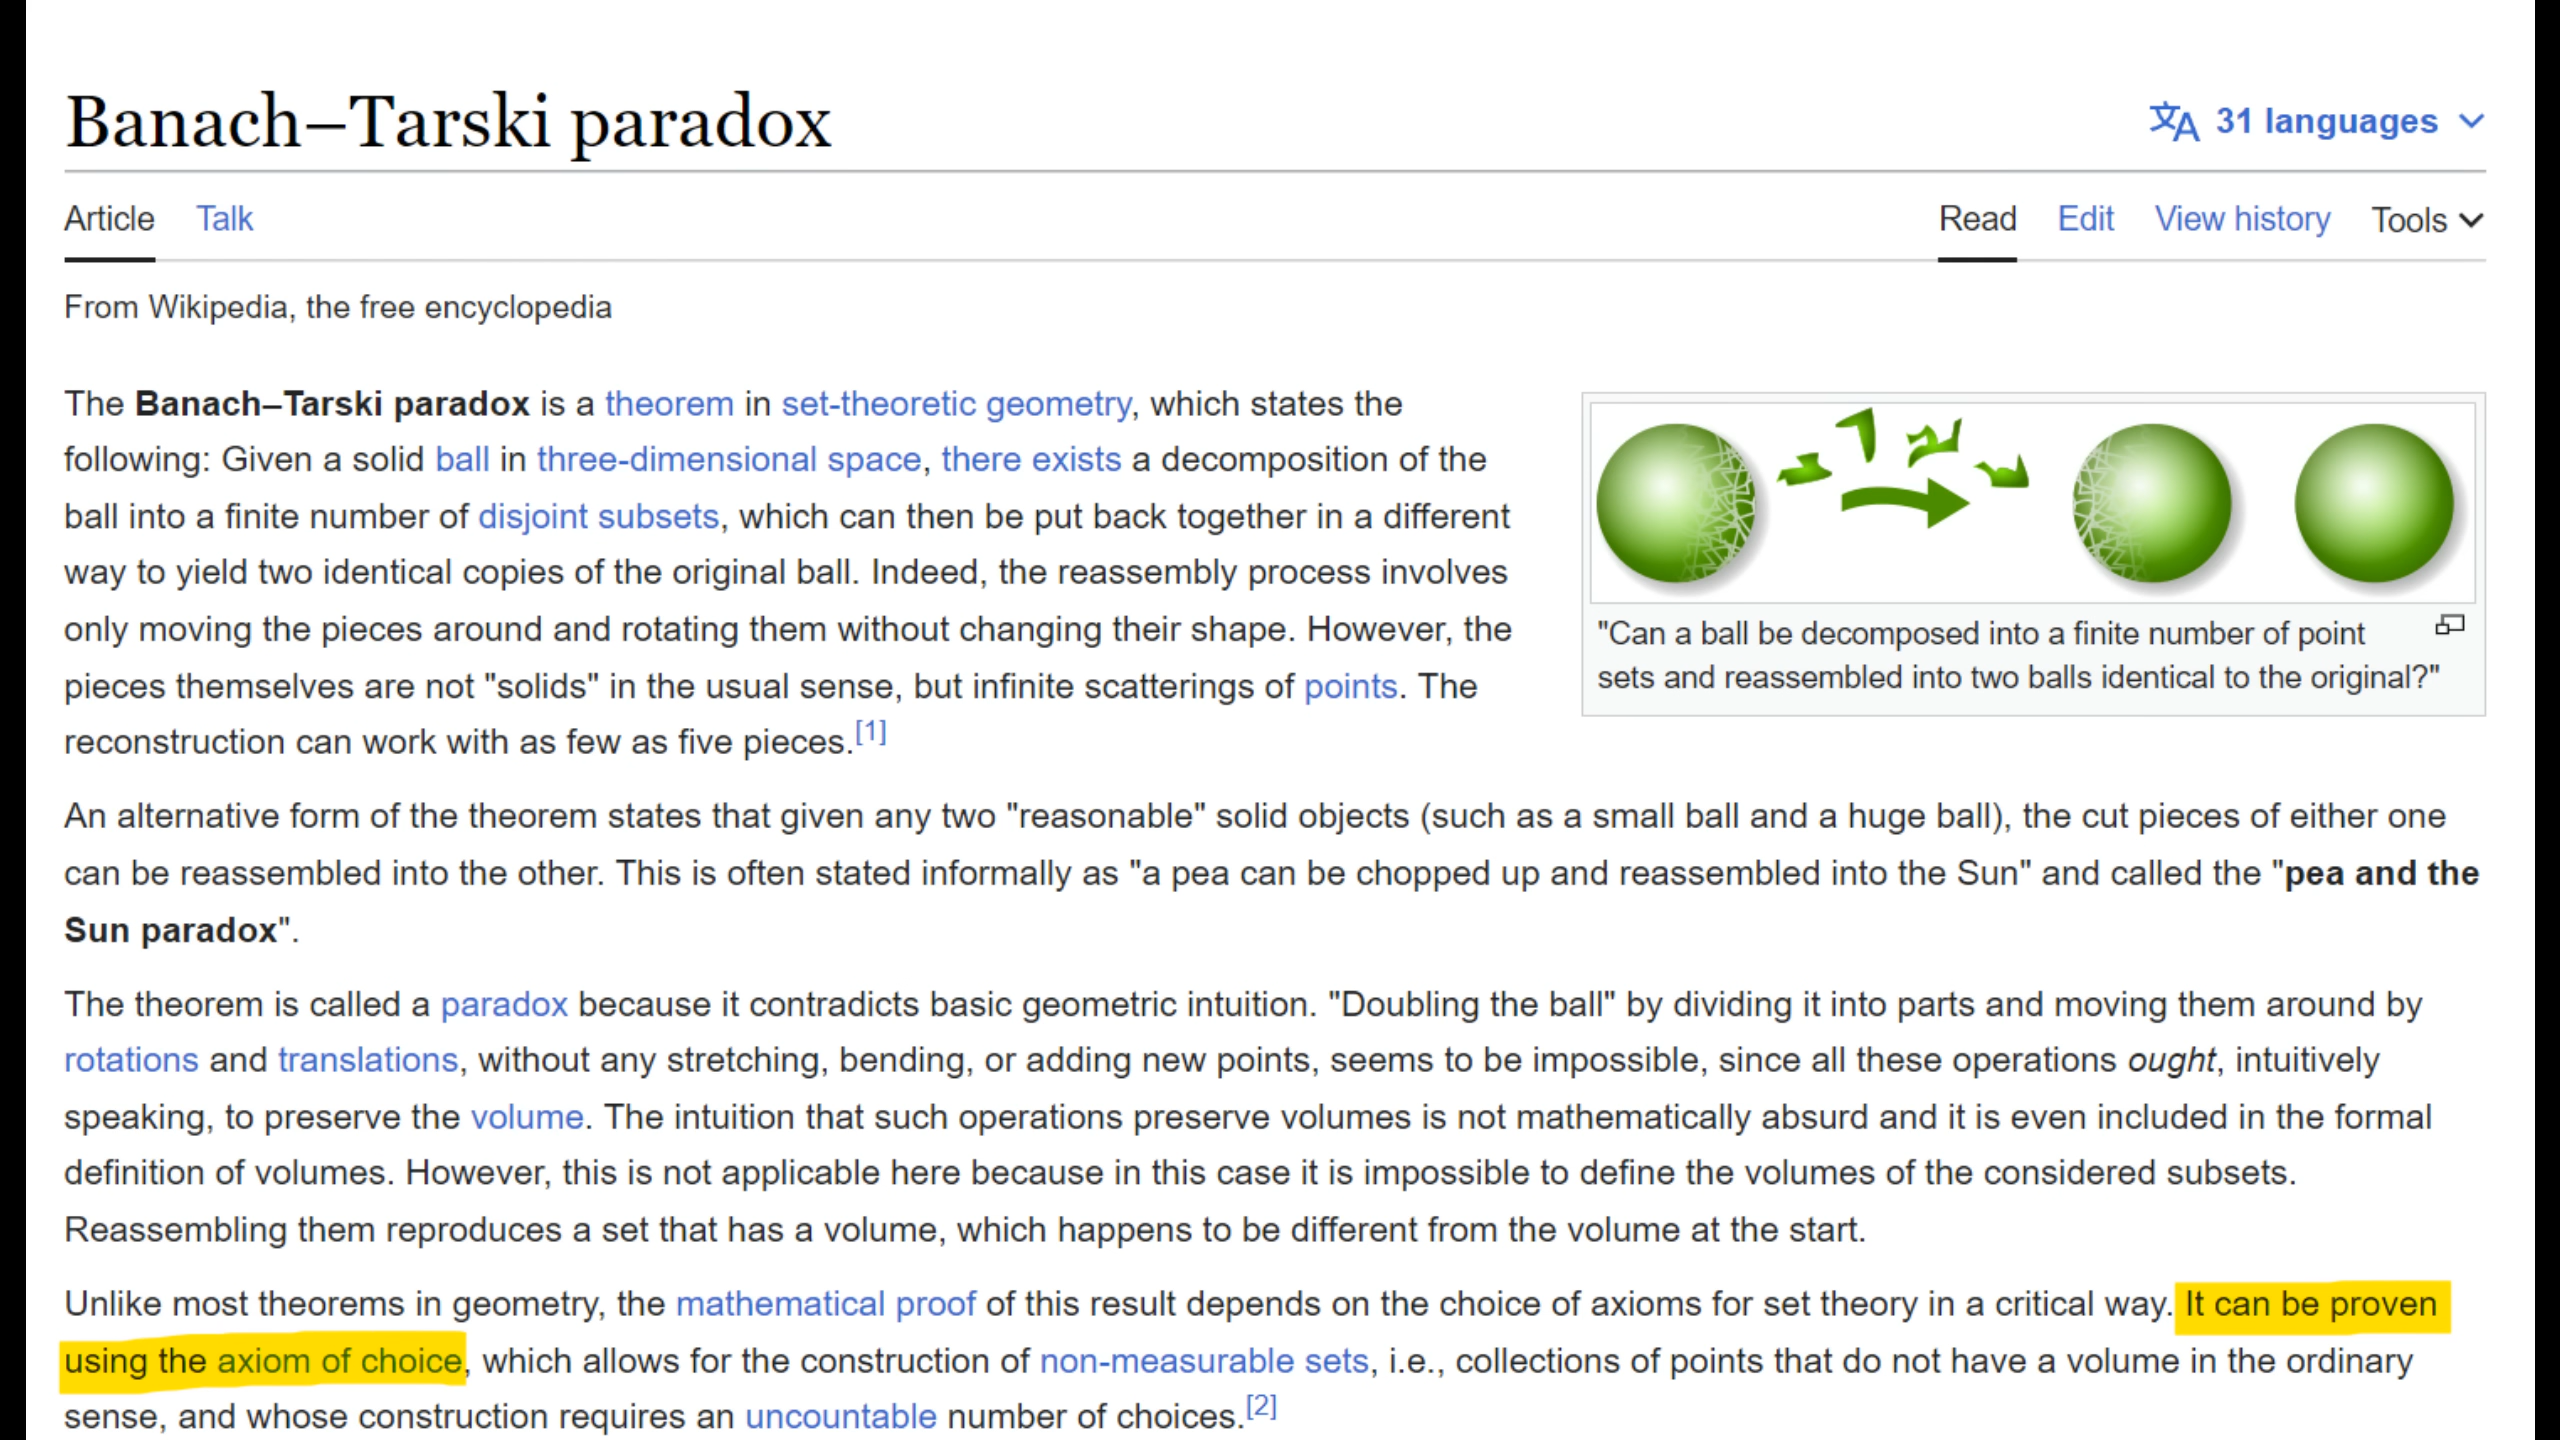 Banach–Tarski paradox
31 languages
Article Talk
Read Edit View history Tools
From Wikipedia, the free encyclopedia
The Banach–Tarski paradox is a theorem in set-theoretic geometry, which states the
following: Given a solid ball in three-dimensional space, there exists a decomposition of the
ball into a finite number of disjoint subsets, which can then be put back together in a different
way to yield two identical copies of the original ball. Indeed, the reassembly process involves
only moving the pieces around and rotating them without changing their shape. However, the
pieces themselves are not "solids" in the usual sense, but infinite scatterings of points. The
reconstruction can work with as few as five pieces.[1]
"Can a ball be decomposed into a finite number of point
sets and reassembled into two balls identical to the original?"
An alternative form of the theorem states that given any two "reasonable" solid objects (such as a small ball and a huge ball), the cut pieces of either one
can be reassembled into the other. This is often stated informally as "a pea can be chopped up and reassembled into the Sun" and called the "pea and the
Sun paradox".
The theorem is called a paradox because it contradicts basic geometric intuition. "Doubling the ball" by dividing it into parts and moving them around by
rotations and translations, without any stretching, bending, or adding new points, seems to be impossible, since all these operations ought, intuitively
speaking, to preserve the volume. The intuition that such operations preserve volumes is not mathematically absurd and it is even included in the formal
definition of volumes. However, this is not applicable here because in this case it is impossible to define the volumes of the considered subsets.
Reassembling them reproduces a set that has a volume, which happens to be different from the volume at the start.
Unlike most theorems in geometry, the mathematical proof of this result depends on the choice of axioms for set theory in a critical way. It can be proven
using the axiom of choice, which allows for the construction of non-measurable sets, i.e., collections of points that do not have a volume in the ordinary
sense, and whose construction requires an uncountable number of choices.[2]